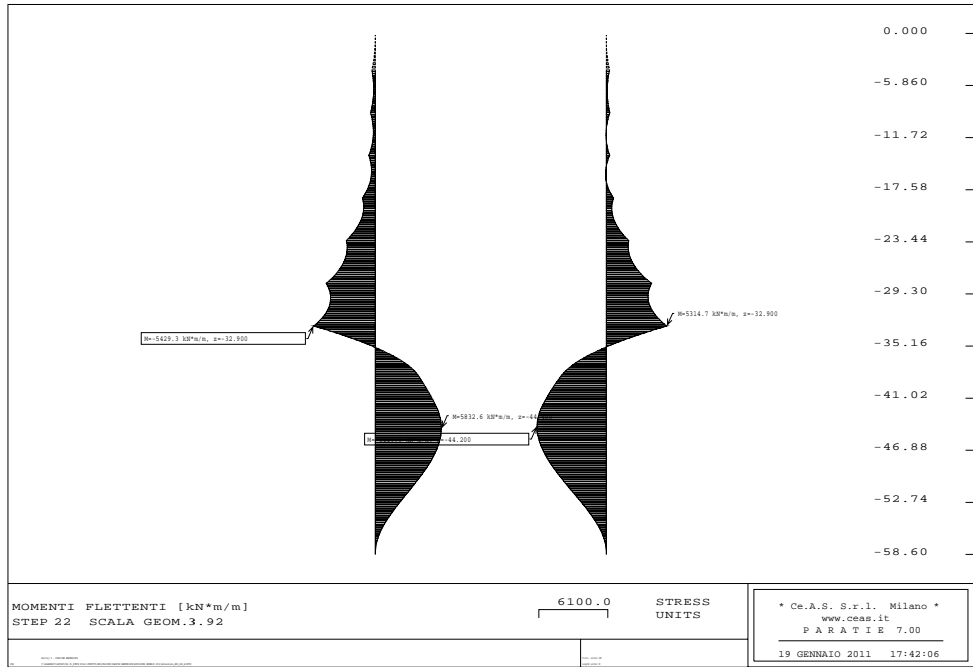 0.000
-5.860
-11.72
-17.58
-23.44
-29.30
M=5314.7 kN*m/m, z=-32.900
M=-5429.3 kN*m/m, z=-32.900
-35.16
-41.02
M=5832.6 kN*m/m, z=-44
-44.200
-46.88
-52.74
-58.60
MOMENTI FLETTENTI [kN*m/m]
STEP 22 SCALA GEOM.3.92
6100.0 STRESS
UNITS
* Ce.A.S. S.r.l. Milano *
www.ceas.it
P A R A T I E 7.00
19 GENNAIO 2011 17:42:06